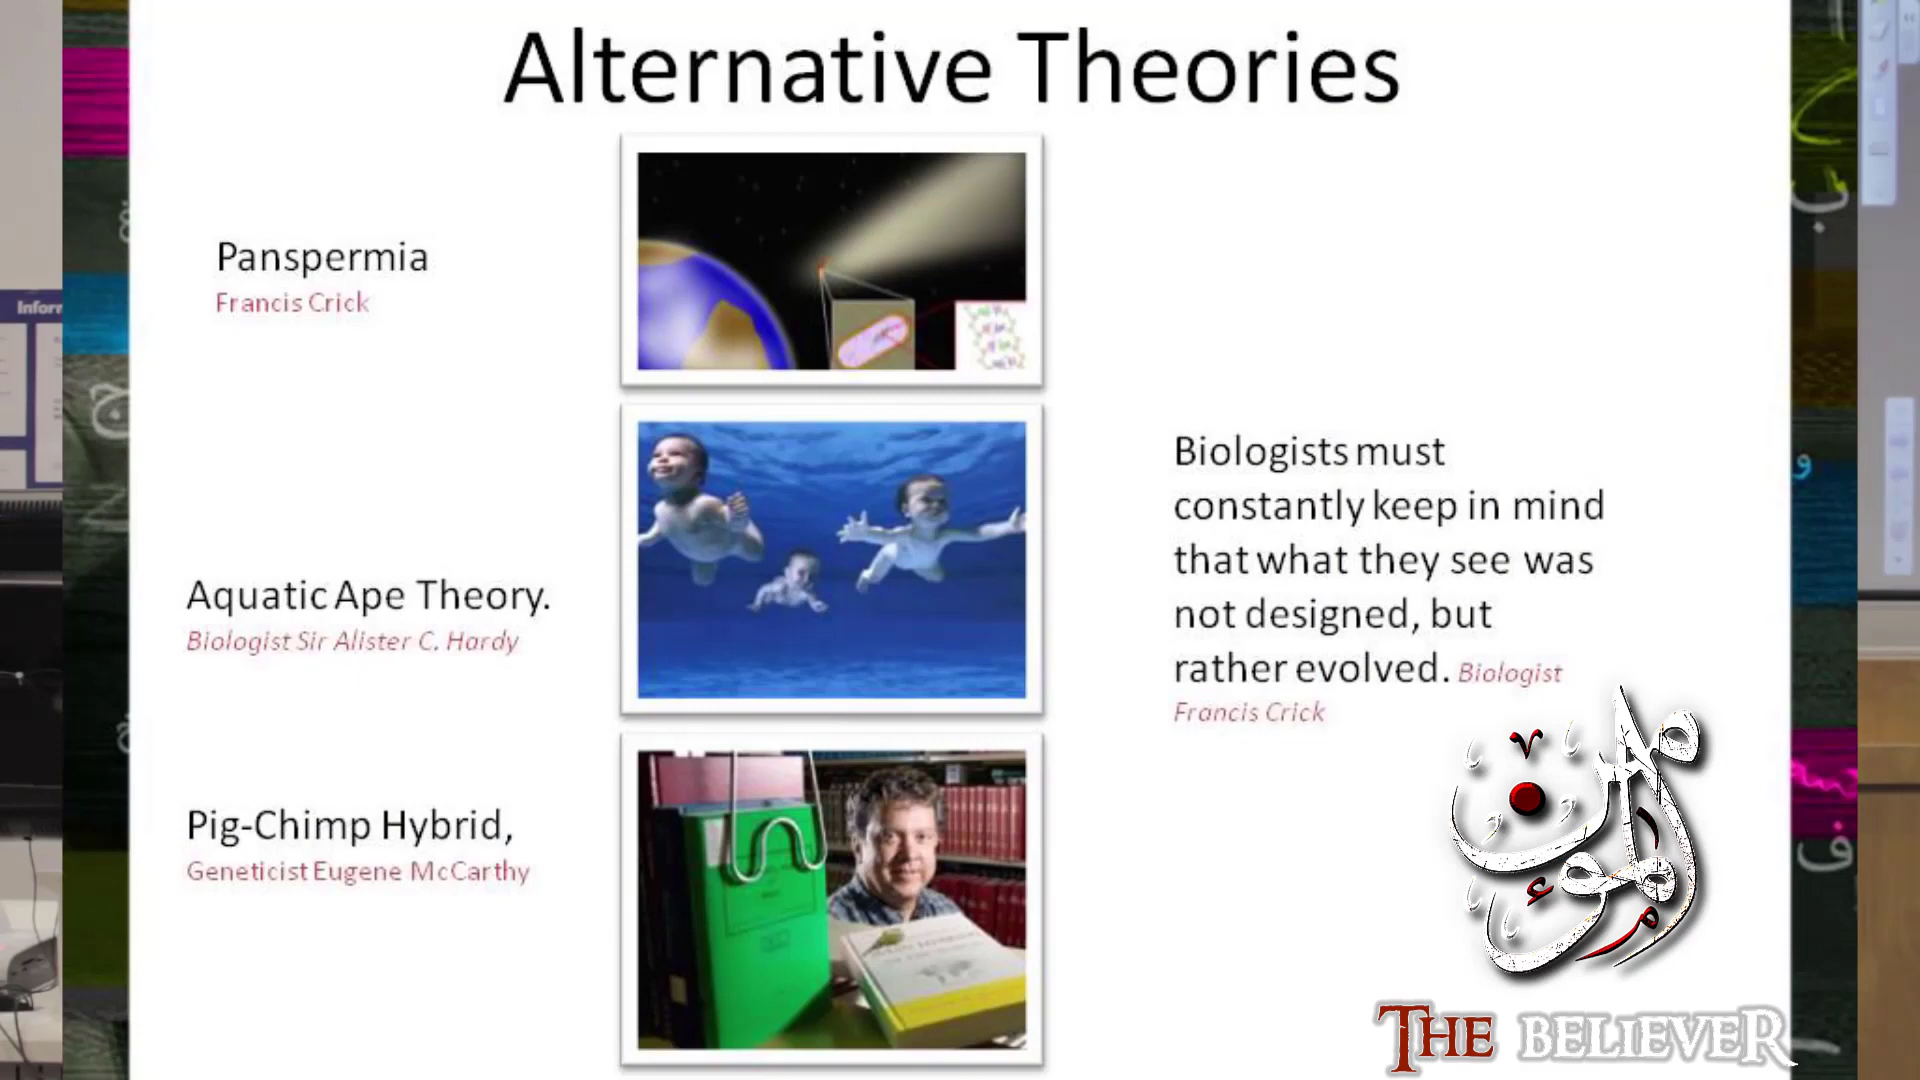 Alternative Theories
Panspermia
Francis Crick
Aquatic Ape Theory.
Biologist Sir Alister C. Hardy
Pig-Chimp Hybrid,
Geneticist Eugene McCarthy
Biologists must
constantly keep in mind
that what they see was
not designed, but
rather evolved. Biologist
Francis Crick
المؤمن
THE BELIEVER
Inform
ب
و
ف